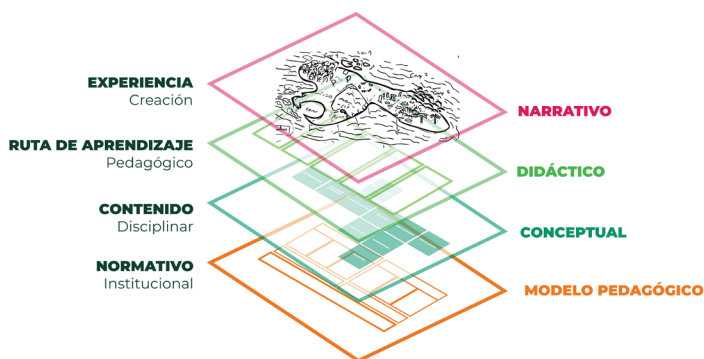 EXPERIENCIA
Creación
NARRATIVO
RUTA DE APRENDIZAJE
Pedagógico
DIDÁCTICO
CONTENIDO
Disciplinar
CONCEPTUAL
NORMATIVO
Institucional
MODELO PEDAGÓGICO